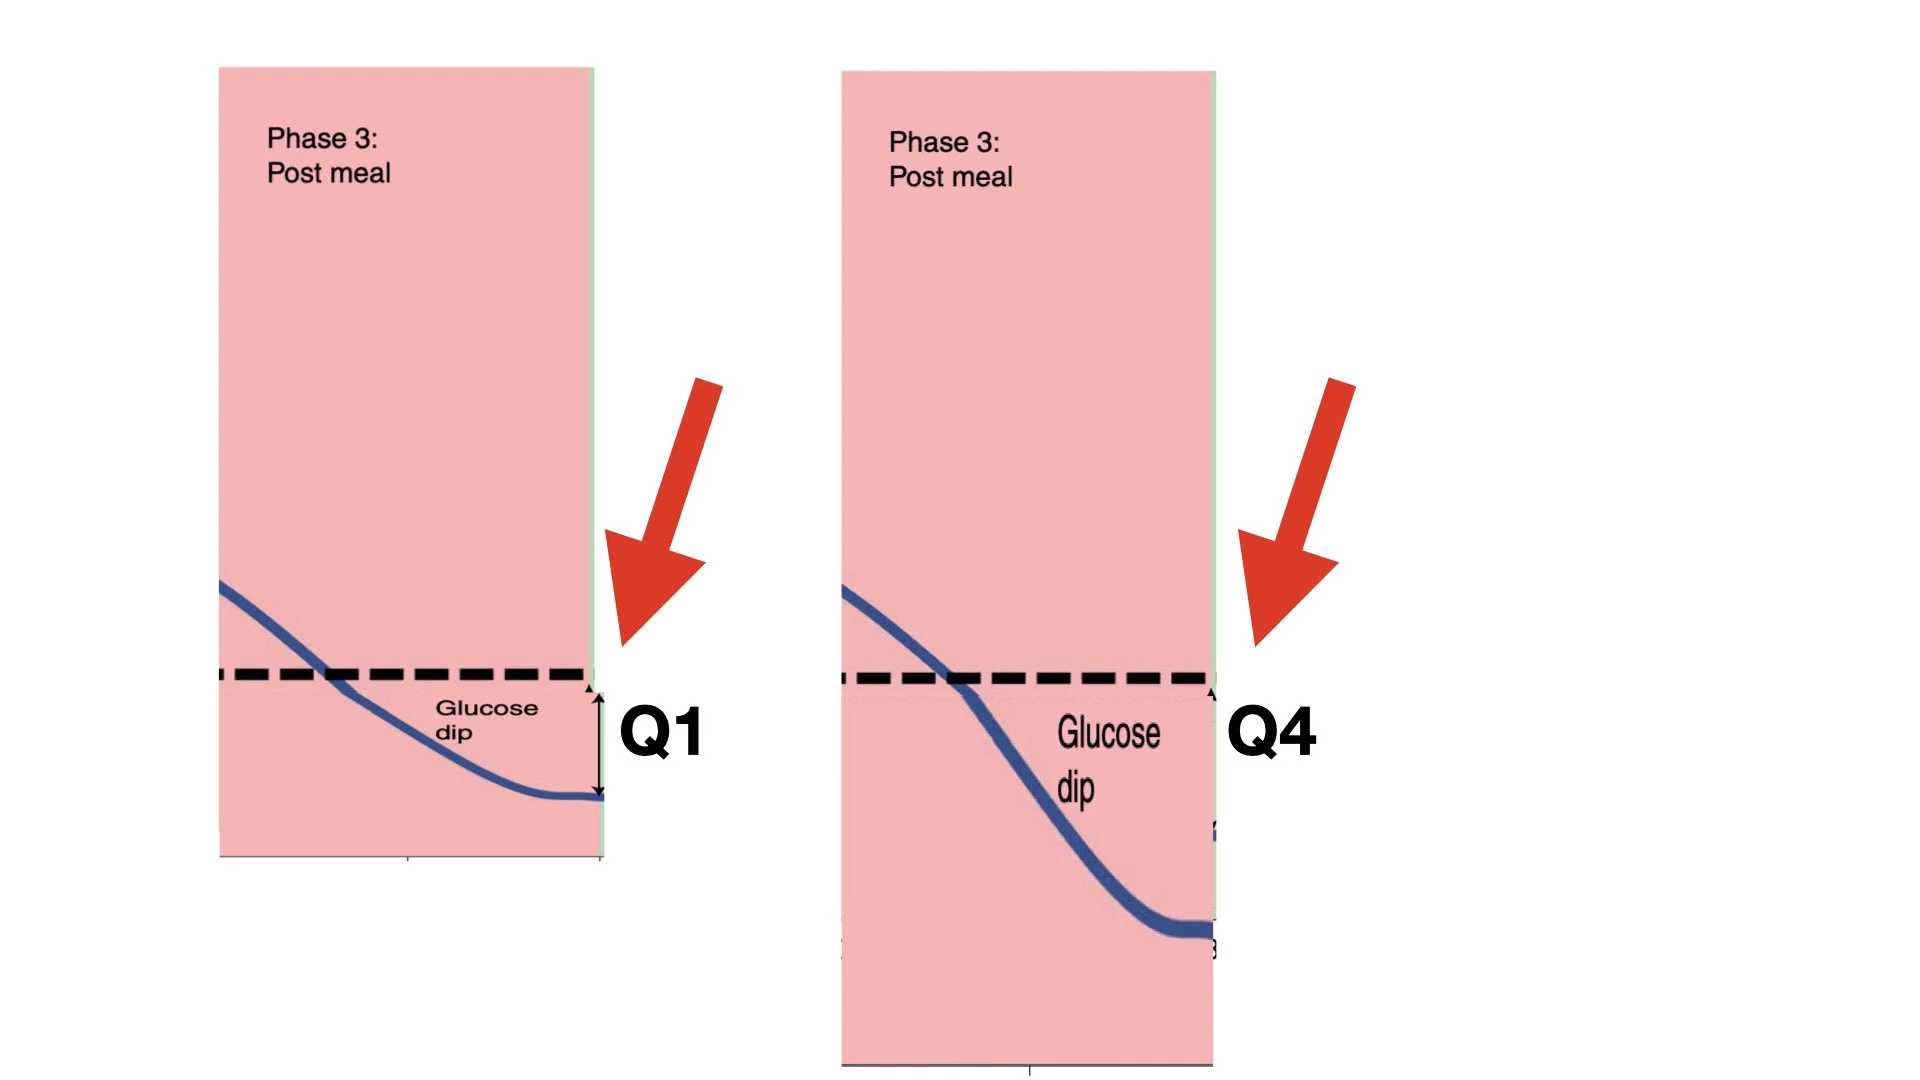 Phase 3:
Post meal
Glucose
dip
Q1
Phase 3:
Post meal
Glucose
dip
Q4